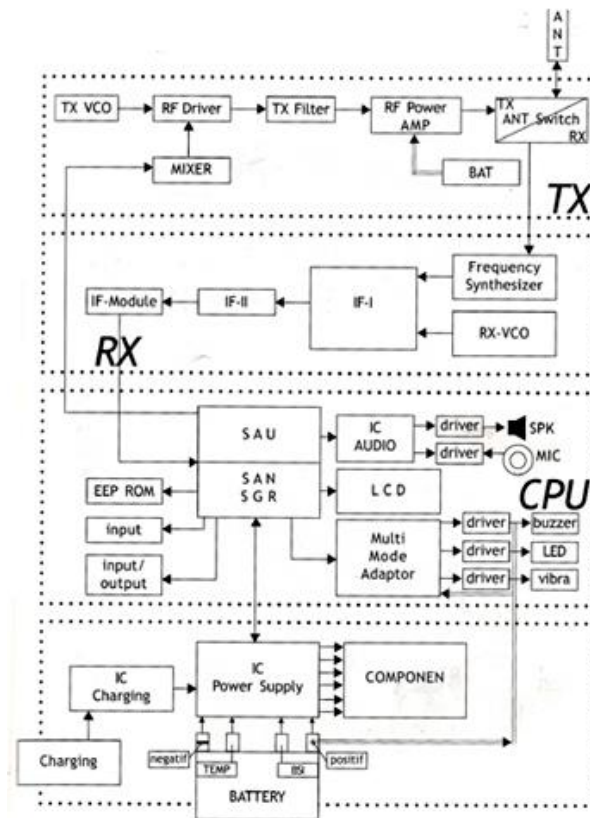 ANT
TX VCO
RF Driver
TX Filter
RF Power
AMP
TX
ANT Switch
RX
MIXER
BAT
TX
Frequency
Synthesizer
IF-Module
IF-II
IF-I
RX-VCO
RX
SAU
IC
AUDIO
driver
SPK
driver
MIC
SAN
SGR
EEP ROM
LCD
CPU
input
input/
output
Multi
Mode
Adaptor
driver
buzzer
driver
LED
driver
vibra
IC
Charging
IC
Power Supply
COMPONEN
Charging
negatif
positif
TEMP
BSI
BATTERY